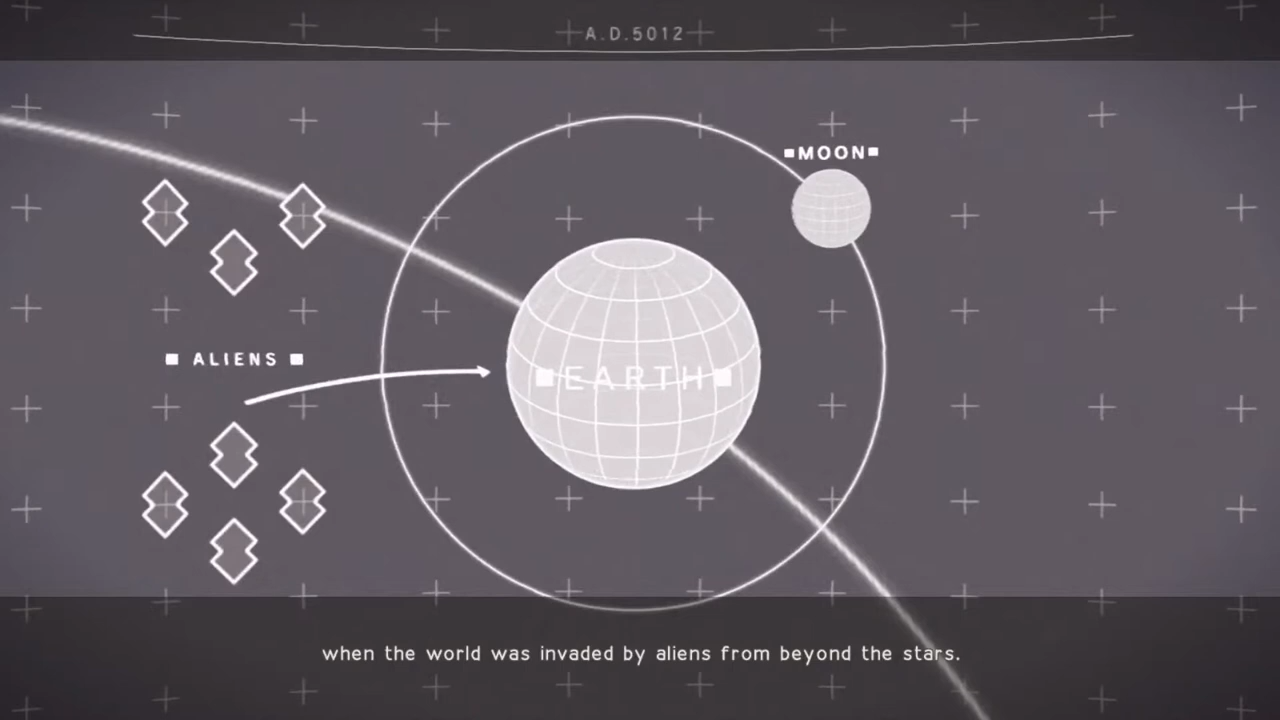 A.D.5012
MOON
ALIENS
EARTH
when the world was invaded by aliens from beyond the stars.